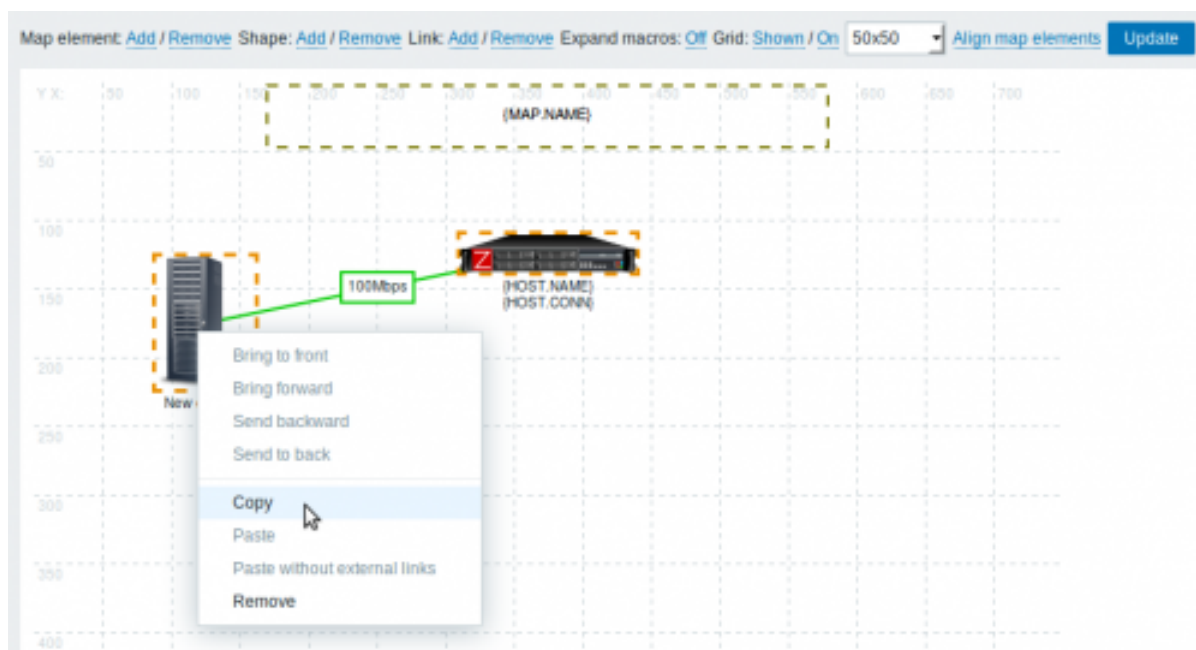 Map element: Add / Remove Shape: Add / Remove Link: Add / Remove Expand macros: Off Grid: Shown / On 50x50 Align map elements Update
Y X: 50 100 150 200 250 300 350 400 450 500 550 600 650 700
{MAP.NAME}
50
100
Z
100Mbps
{HOST.NAME}
150
{HOST.CONN}
Bring to front
200
Bring forward
New
Send backward
250
Send to back
300
Copy
Paste
350
Paste without external links
Remove
400